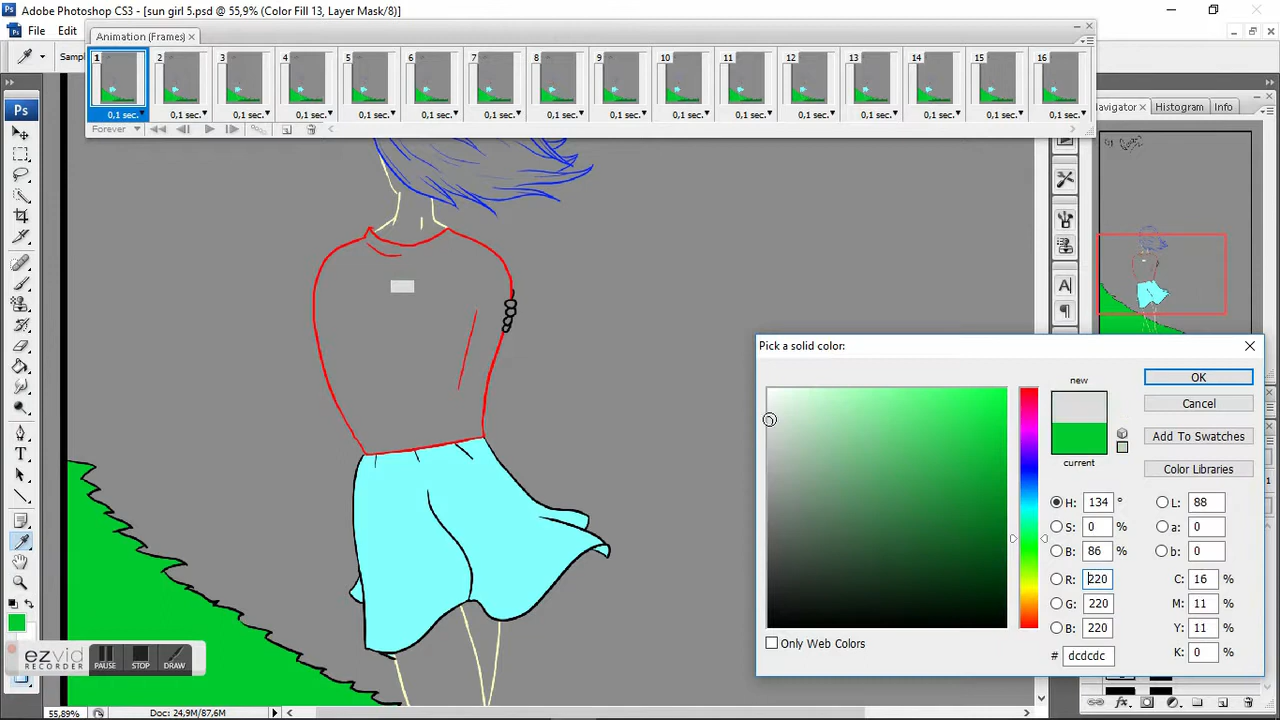 Adobe Photoshop CS3 - [sun girl 5.psd @ 55,9% (Color Fill 13, Layer Mask/8)]
Ps File Edit
Animation (Frames) ×
Sampl
1 2 3 4 5 6 7 8 9 10 11 12 13 14 15 16
0,1 sec. 0,1 sec. 0,1 sec. 0,1 sec. 0,1 sec. 0,1 sec. 0,1 sec. 0,1 sec. 0,1 sec. 0,1 sec. 0,1 sec. 0,1 sec. 0,1 sec. 0,1 sec. 0,1 sec. 0,1 sec.
Forever
Ps
avigator × Histogram Info
Pick a solid color:
new
current
OK
Cancel
Add To Swatches
Color Libraries
H: 134 ° L: 88
S: 0 % a: 0
B: 86 % b: 0
R: 220 C: 16 %
G: 220 M: 11 %
B: 220 Y: 11 %
# dcdcdc K: 0 %
Only Web Colors
ezvid
RECORDER
PAUSE STOP DRAW
55,89% Doc: 24,9M/87,6M